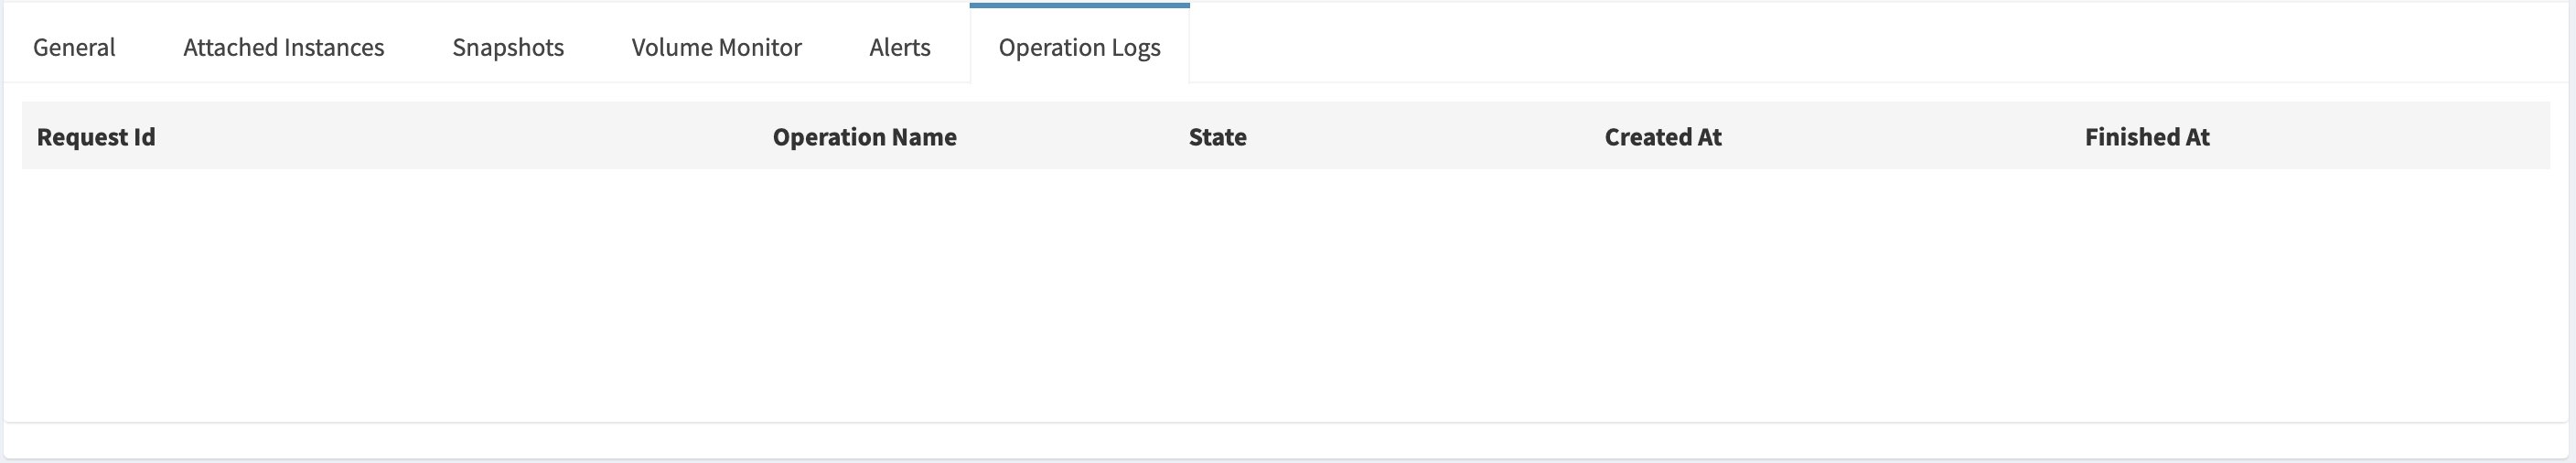 General Attached Instances Snapshots Volume Monitor Alerts Operation Logs
Request Id Operation Name State Created At Finished At